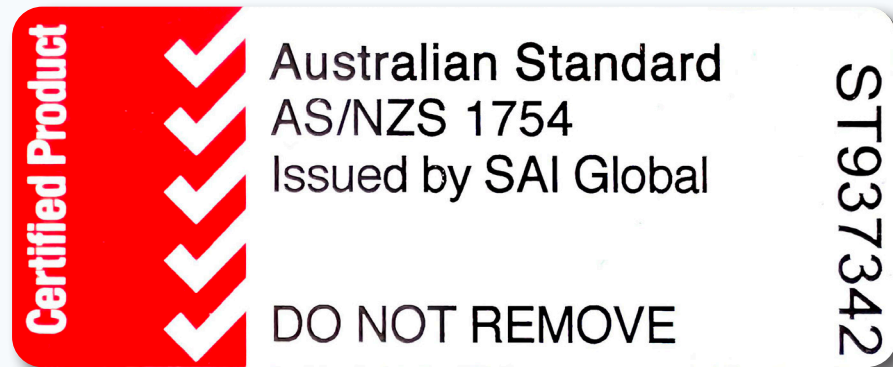 Certified Product
Australian Standard
AS/NZS 1754
Issued by SAI Global
DO NOT REMOVE
ST937342